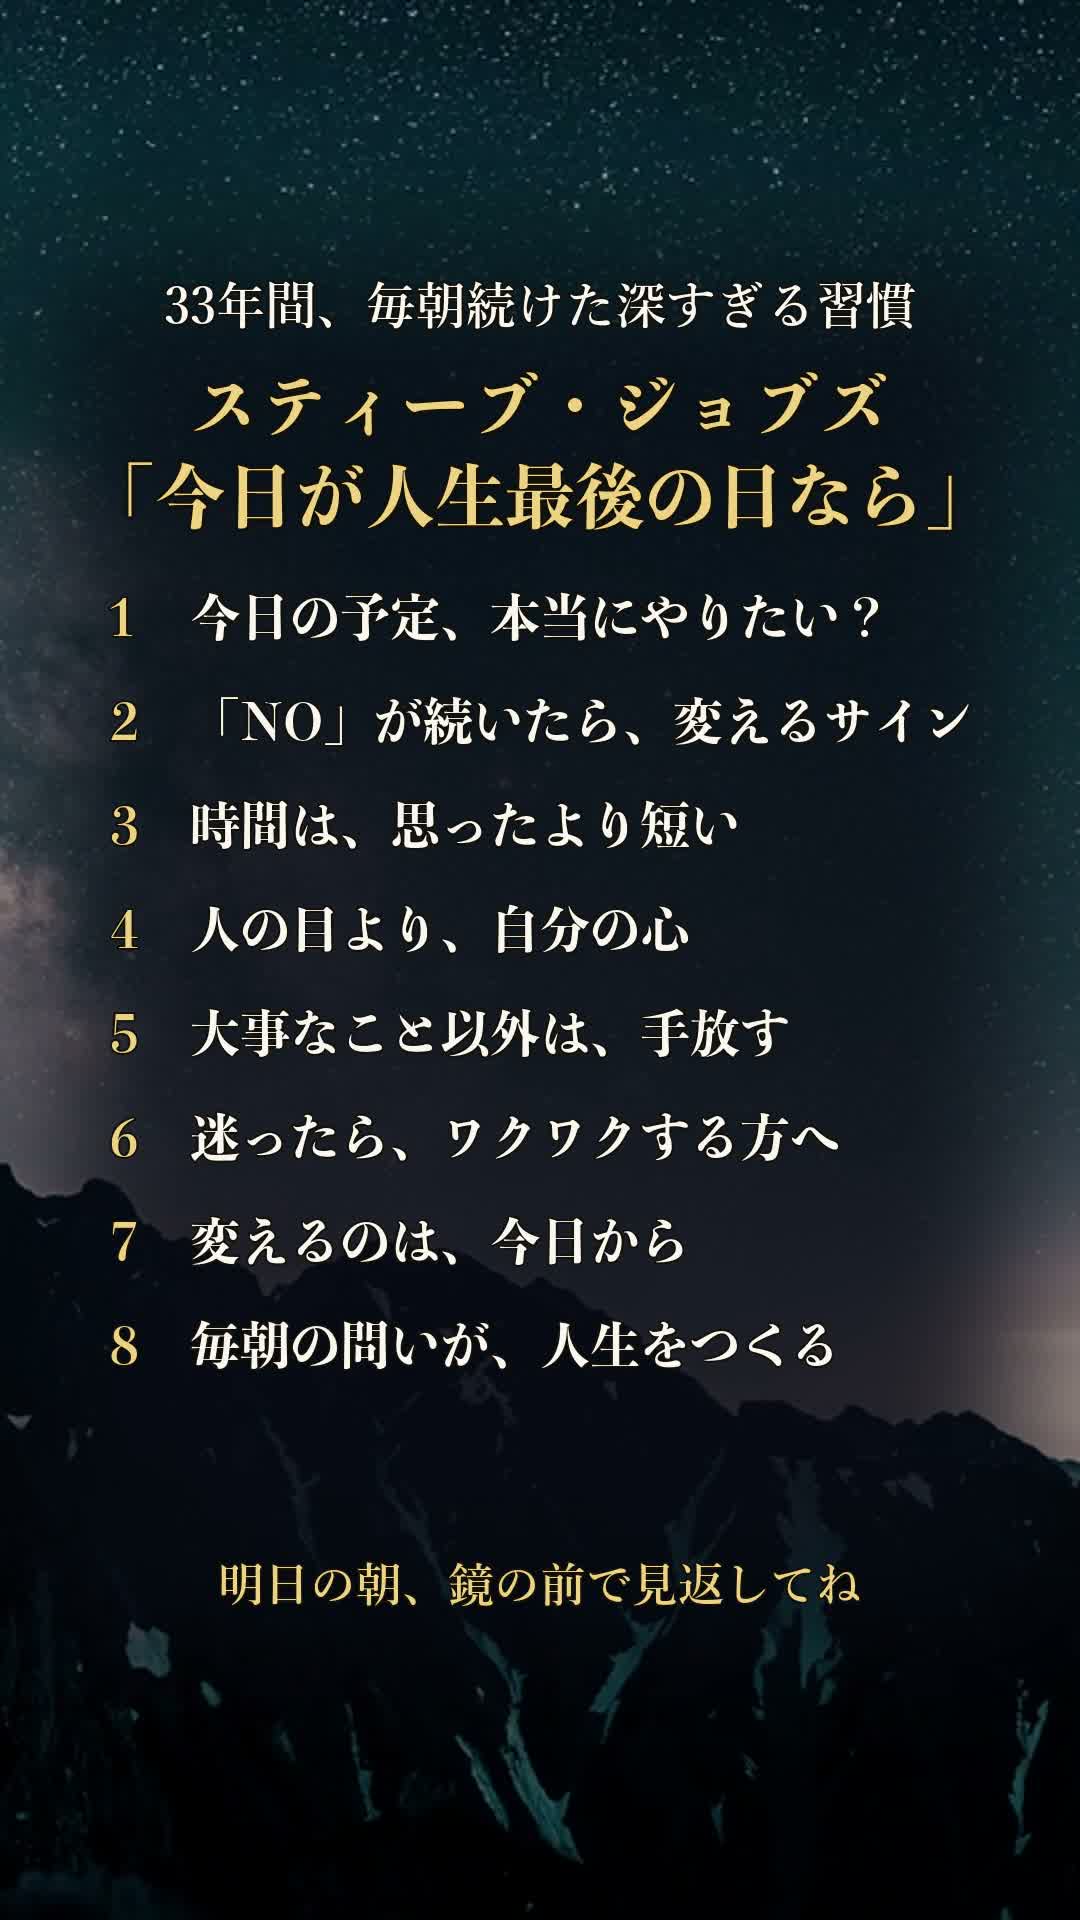 33年間、毎朝続けた深すぎる習慣
スティーブ・ジョブズ
「今日が人生最後の日なら」
1 今日の予定、本当にやりたい？
2 「NO」が続いたら、変えるサイン
3 時間は、思ったより短い
4 人の目より、自分の心
5 大事なこと以外は、手放す
6 迷ったら、ワクワクする方へ
7 変えるのは、今日から
8 毎朝の問いが、人生をつくる
明日の朝、鏡の前で見返してね